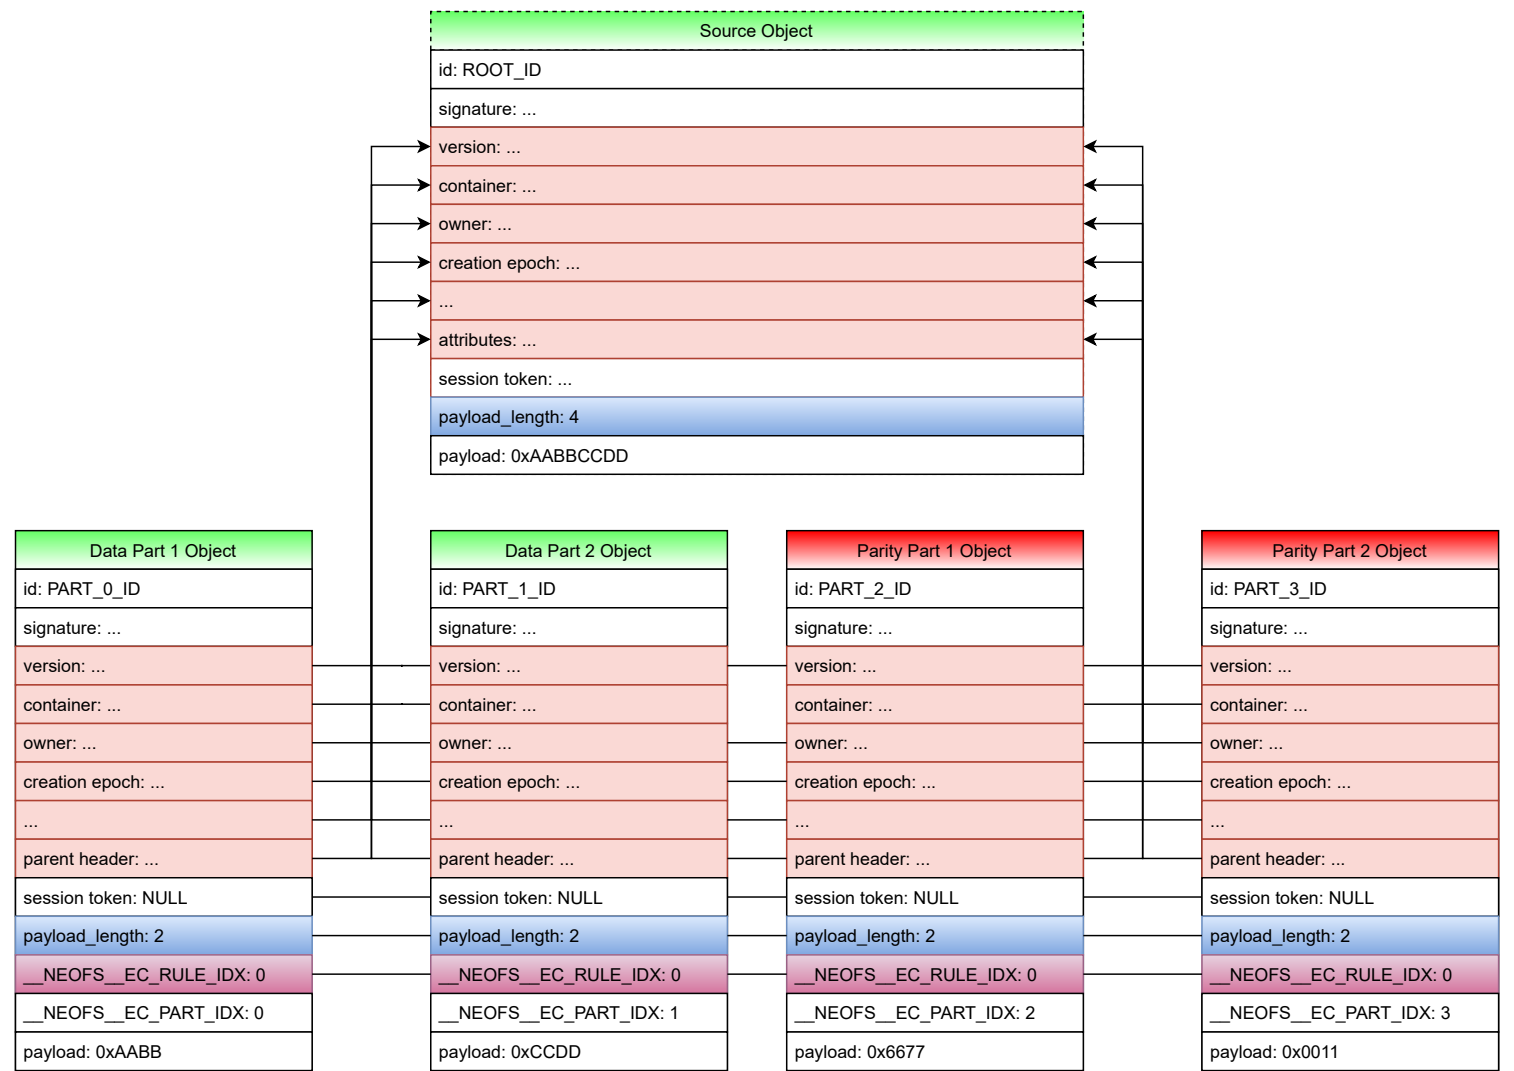 Source Object
id: ROOT_ID
signature: ...
version: ...
container: ...
owner: ...
creation epoch: ...
...
attributes: ...
session token: ...
payload_length: 4
payload: 0xAABBCCDD
Data Part 1 Object
id: PART_0_ID
signature: ...
version: ...
container: ...
owner: ...
creation epoch: ...
...
parent header: ...
session token: NULL
payload_length: 2
__NEOFS__EC_RULE_IDX: 0
__NEOFS__EC_PART_IDX: 0
payload: 0xAABB
Data Part 2 Object
id: PART_1_ID
signature: ...
version: ...
container: ...
owner: ...
creation epoch: ...
...
parent header: ...
session token: NULL
payload_length: 2
__NEOFS__EC_RULE_IDX: 0
__NEOFS__EC_PART_IDX: 1
payload: 0xCCDD
Parity Part 1 Object
id: PART_2_ID
signature: ...
version: ...
container: ...
owner: ...
creation epoch: ...
...
parent header: ...
session token: NULL
payload_length: 2
__NEOFS__EC_RULE_IDX: 0
__NEOFS__EC_PART_IDX: 2
payload: 0x6677
Parity Part 2 Object
id: PART_3_ID
signature: ...
version: ...
container: ...
owner: ...
creation epoch: ...
...
parent header: ...
session token: NULL
payload_length: 2
__NEOFS__EC_RULE_IDX: 0
__NEOFS__EC_PART_IDX: 3
payload: 0x0011